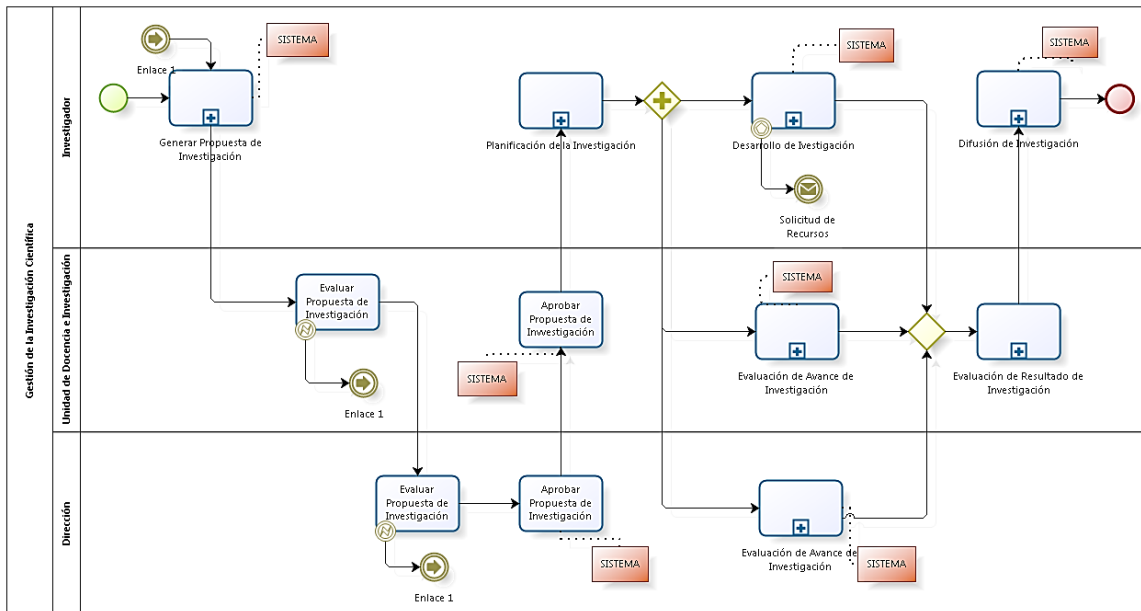 Gestión de la Investigación Científica
Investigador
Enlace 1
SISTEMA
Generar Propuesta de
Investigación
Planificación de la Investigación
SISTEMA
Desarrollo de Ivestigación
Solicitud de
Recursos
SISTEMA
Difusión de Investigación
Unidad de Docencia e Investigación
Evaluar
Propuesta de
Investigación
Enlace 1
Aprobar
Propuesta de
Invvestigación
SISTEMA
SISTEMA
Evaluación de Avance de
Investigación
Evaluación de Resultado de
Investigación
Dirección
Evaluar
Propuesta de
Investigación
Enlace 1
Aprobar
Propuesta de
Investigación
SISTEMA
Evaluación de Avance de
Investigación
SISTEMA